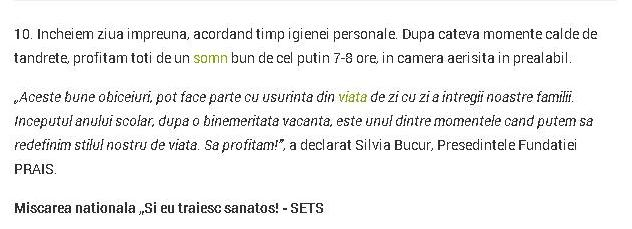 10. Incheiem ziua impreuna, acordand timp igienei personale. Dupa cateva momente calde de
tandrete, profitam toti de un somn bun de cel putin 7-8 ore, in camera aerisita in prealabil.
„Aceste bune obiceiuri, pot face parte cu usurinta din viata de zi cu zi a intregii noastre familii.
Inceputul anului scolar, dupa o binemeritata vacanta, este unul dintre momentele cand putem sa
redefinim stilul nostru de viata. Sa profitam!”, a declarat Silvia Bucur, Presedintele Fundatiei
PRAIS.
Miscarea nationala „Si eu traiesc sanatos! - SETS